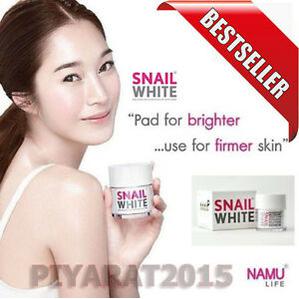 BESTSELLER
SNAIL
WHITE
“Pad for brighter
...use for firmer skin”
SNAIL
WHITE
SNAIL
WHITE
PIYARAT2015
NAMU
LIFE